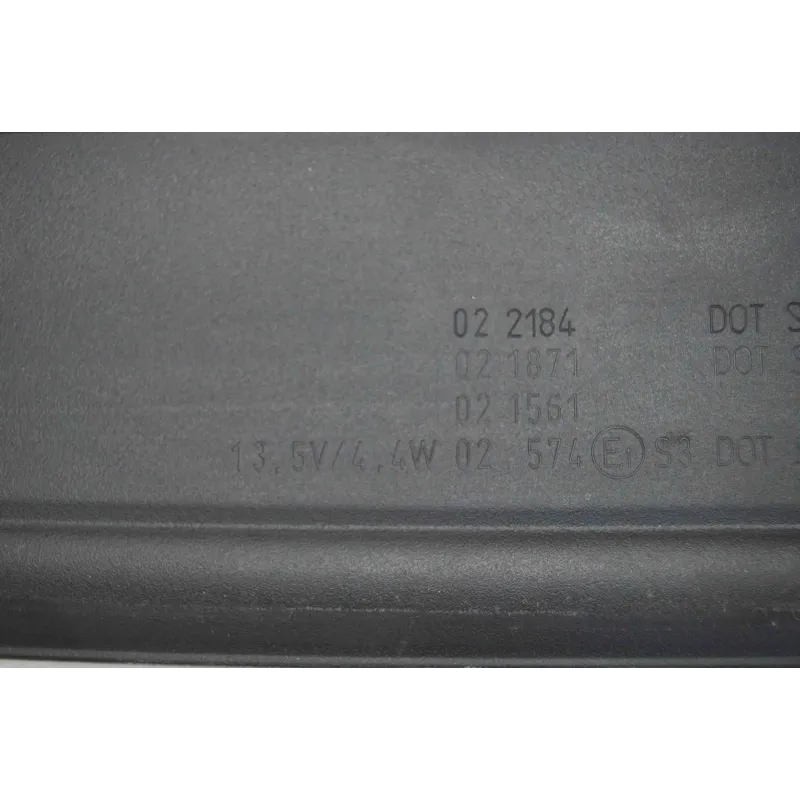 02 2184 DOT S
02 1871 DOT S
02 1561
13,5V/4,4W 02 574 E1 S3 DOT